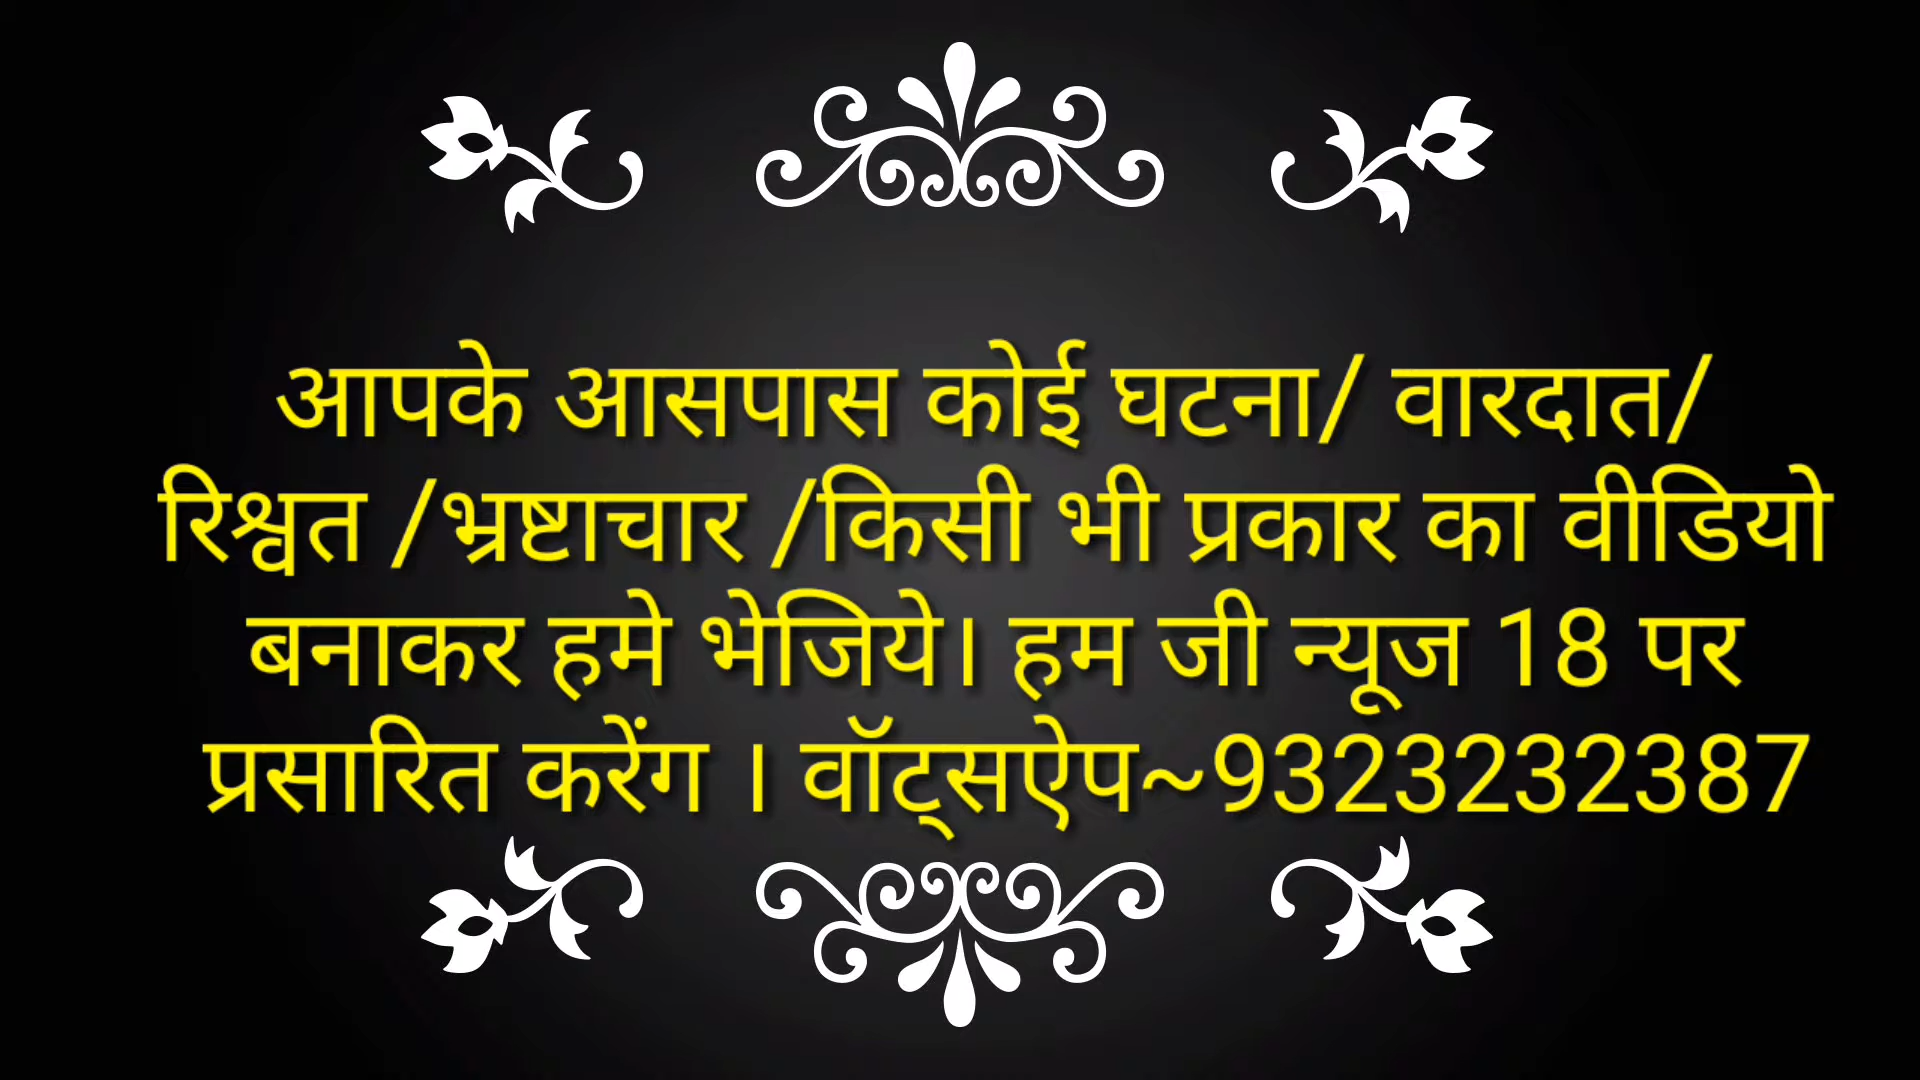 आपके आसपास कोई घटना/ वारदात/
रिश्वत /भ्रष्टाचार /किसी भी प्रकार का वीडियो
बनाकर हमे भेजिये। हम जी न्यूज 18 पर
प्रसारित करेंग । वॉट्सऐप~9323232387